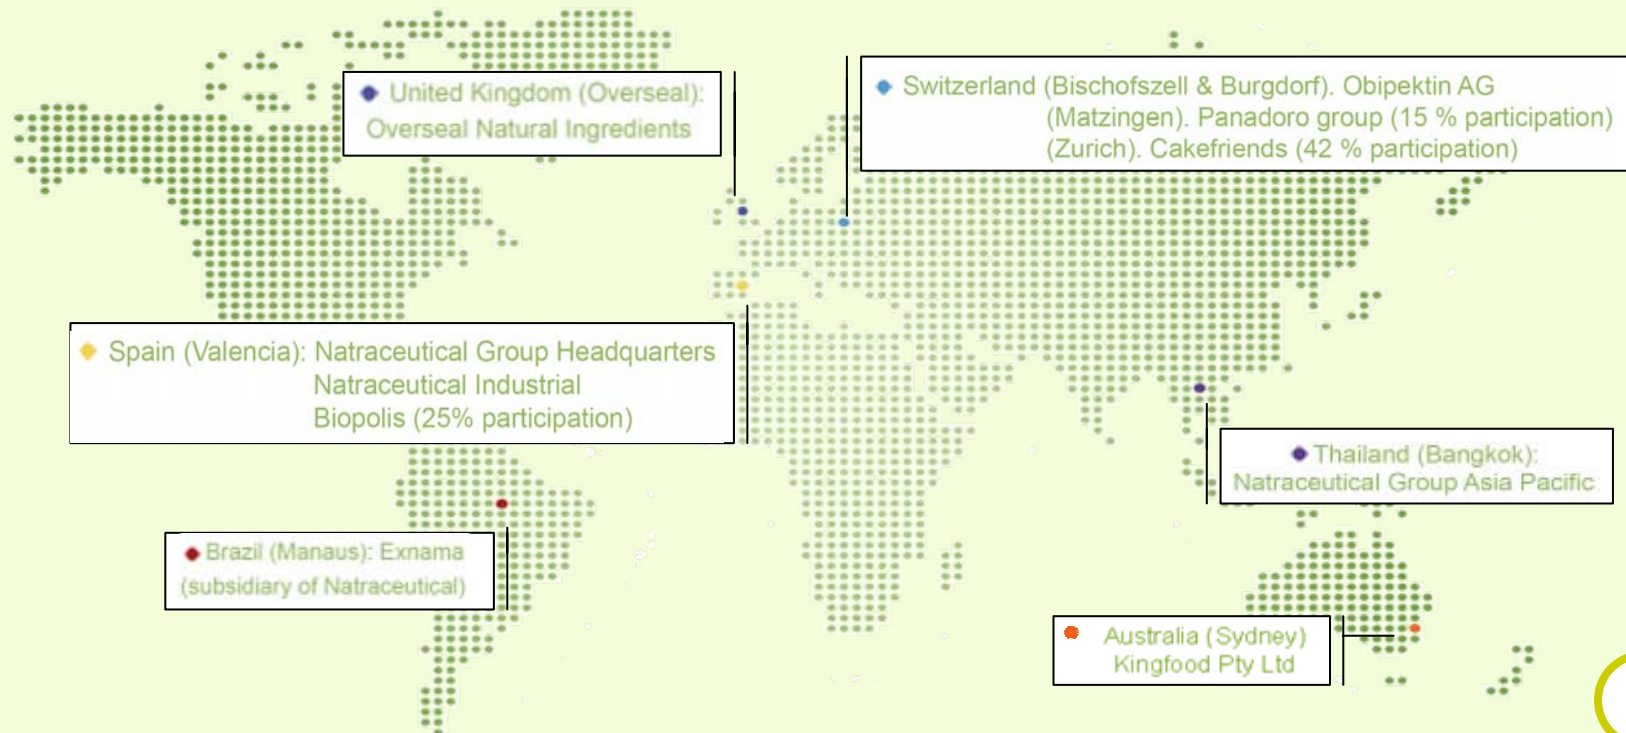 United Kingdom (Overseal):
Overseal Natural Ingredients
Switzerland (Bischofszell & Burgdorf). Obipektin AG
(Matzingen). Panadoro group (15 % participation)
(Zurich). Cakefriends (42 % participation)
Spain (Valencia): Natraceutical Group Headquarters
Natraceutical Industrial
Biopolis (25% participation)
Thailand (Bangkok):
Natraceutical Group Asia Pacific
Brazil (Manaus): Exnama
(subsidiary of Natraceutical)
Australia (Sydney)
Kingfood Pty Ltd